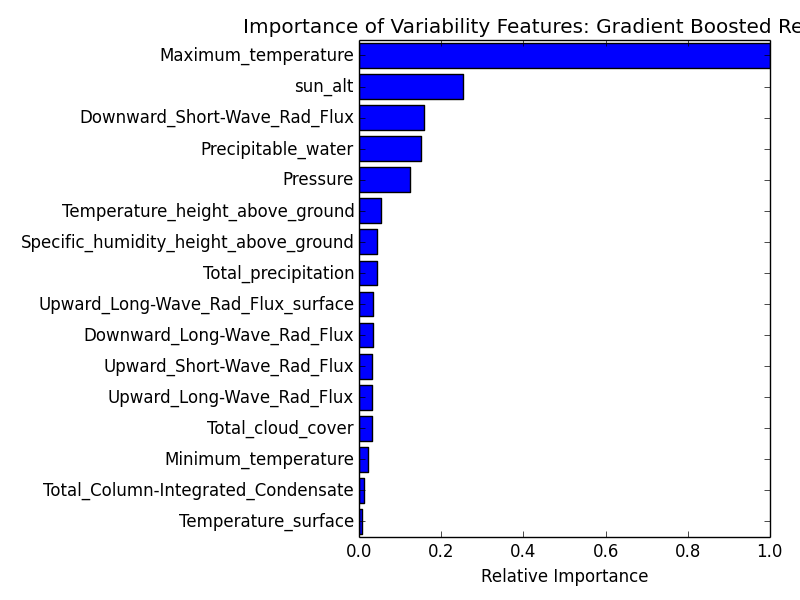 Importance of Variability Features: Gradient Boosted Re
Maximum_temperature
sun_alt
Downward_Short-Wave_Rad_Flux
Precipitable_water
Pressure
Temperature_height_above_ground
Specific_humidity_height_above_ground
Total_precipitation
Upward_Long-Wave_Rad_Flux_surface
Downward_Long-Wave_Rad_Flux
Upward_Short-Wave_Rad_Flux
Upward_Long-Wave_Rad_Flux
Total_cloud_cover
Minimum_temperature
Total_Column-Integrated_Condensate
Temperature_surface
0.0 0.2 0.4 0.6 0.8 1.0
Relative Importance